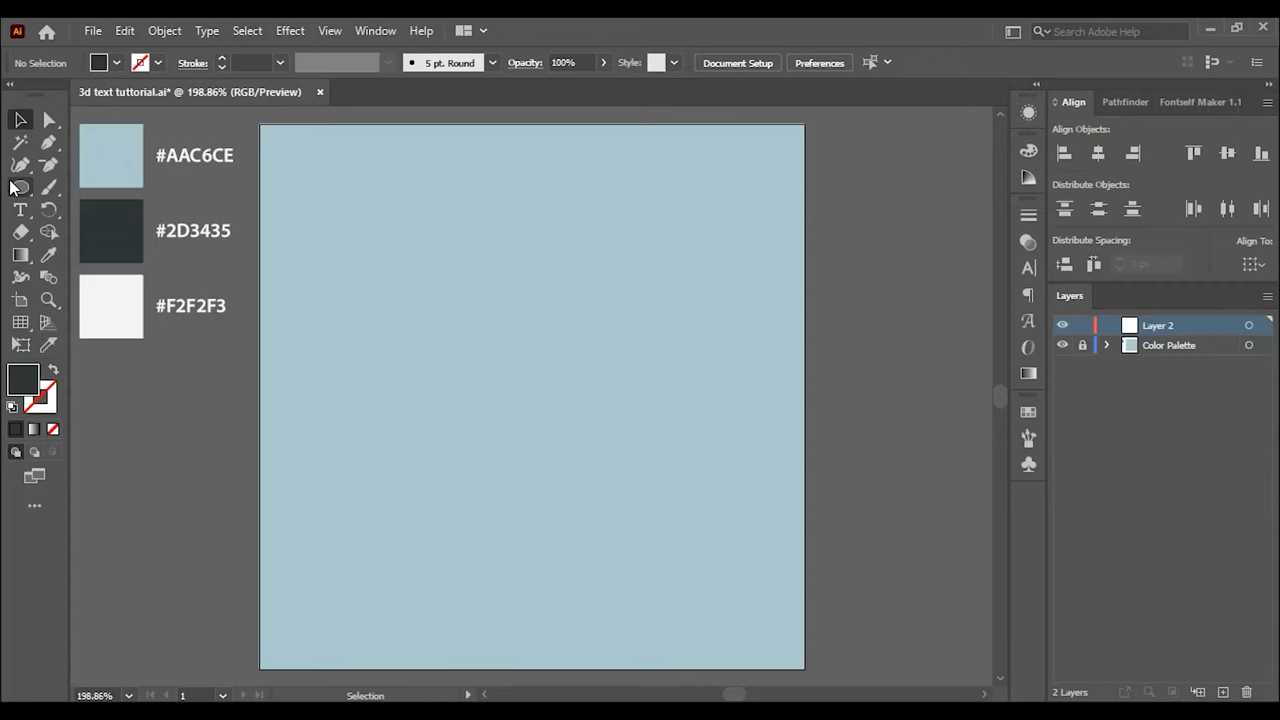 Ai File Edit Object Type Select Effect View Window Help Search Adobe Help
No Selection Stroke: 5 pt. Round Opacity: 100% Style: Document Setup Preferences
3d text tuttorial.ai* @ 198.86% (RGB/Preview) ×
#AAC6CE
#2D3435
#F2F2F3
Align Pathfinder Fontself Maker 1.1
Align Objects:
Distribute Objects:
Distribute Spacing: Align To:
0 px
Layers
Layer 2
Color Palette
198.86% 1 Selection 2 Layers